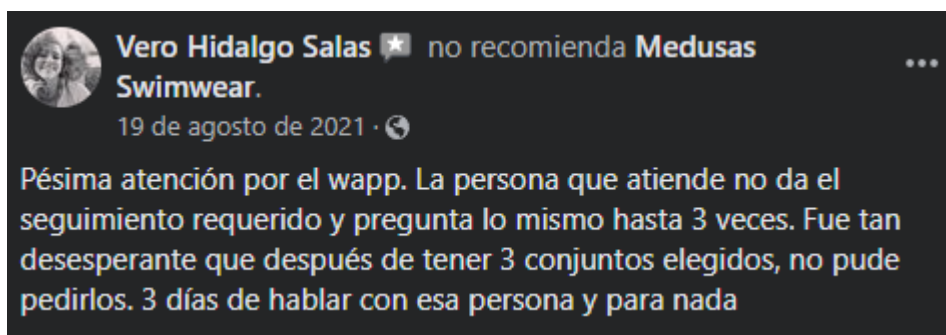 Vero Hidalgo Salas no recomienda Medusas
Swimwear.
19 de agosto de 2021 ·
Pésima atención por el wapp. La persona que atiende no da el
seguimiento requerido y pregunta lo mismo hasta 3 veces. Fue tan
desesperante que después de tener 3 conjuntos elegidos, no pude
pedirlos. 3 días de hablar con esa persona y para nada